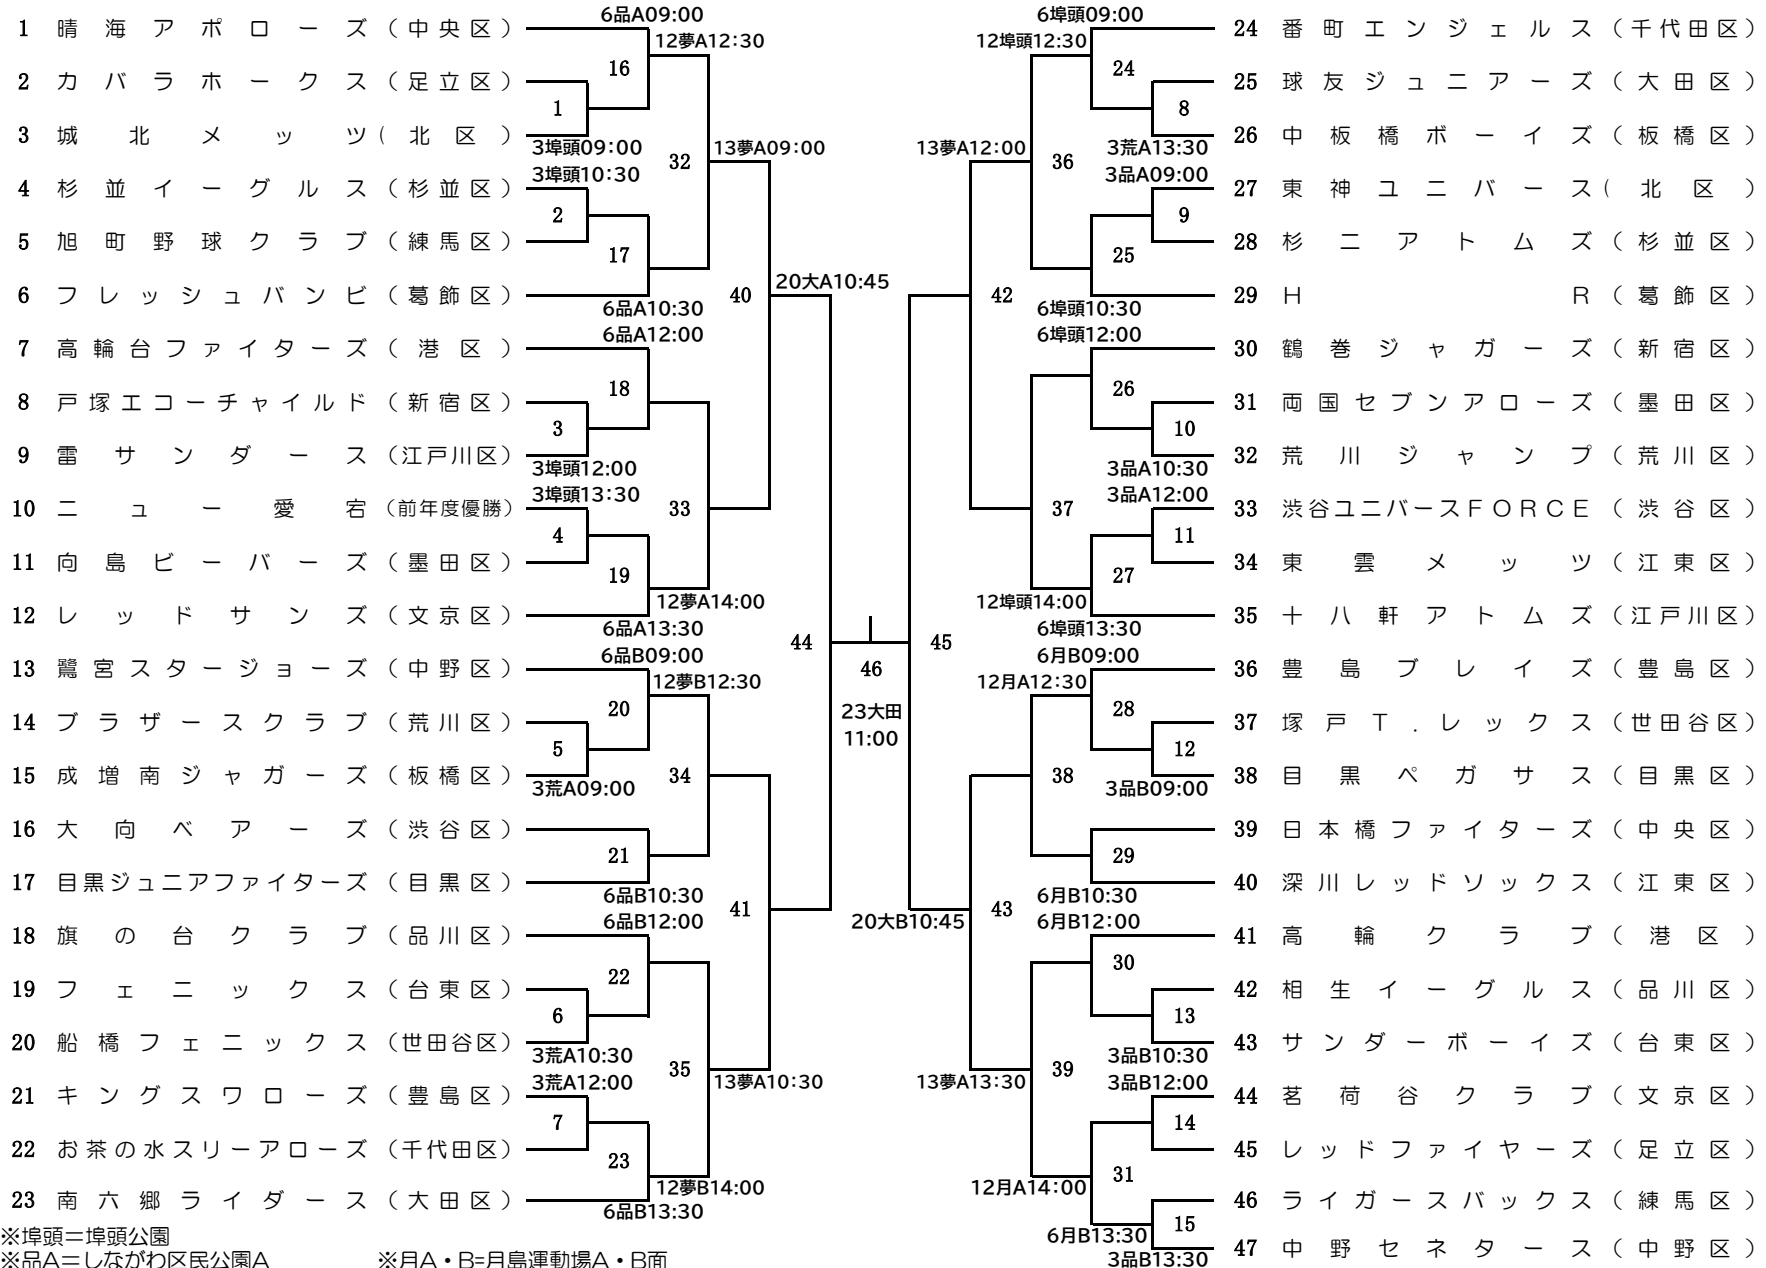 6品A09:00
1 晴海アポローズ(中央区)
12夢A12:30
16
2 カバラホークス(足立区)
1
3 城北メッツ(北区)
3埠頭09:00
32
13夢A09:00
3埠頭10:30
4 杉並イーグルス(杉並区)
2
5 旭町野球クラブ(練馬区)
17
20大A10:45
6 フレッシュバンビ(葛飾区)
40
6品A10:30
6品A12:00
7 高輪台ファイターズ(港区)
18
8 戸塚エコーチャイルド(新宿区)
3
9 雷サンダース(江戸川区)
3埠頭12:00
3埠頭13:30
10 ニュー愛宕(前年度優勝)
33
4
11 向島ビーバーズ(墨田区)
19
12夢A14:00
12 レッドサンズ(文京区)
6品A13:30
44
6品B09:00
13 鷺宮スタージョーズ(中野区)
12夢B12:30
20
14 ブラザースクラブ(荒川区)
5
15 成増南ジャガーズ(板橋区)
34
3荒A09:00
16 大向ベアーズ(渋谷区)
21
17 目黒ジュニアファイターズ(目黒区)
6品B10:30
41
6品B12:00
18 旗の台クラブ(品川区)
22
19 フェニックス(台東区)
6
20 船橋フェニックス(世田谷区)
3荒A10:30
35
13夢A10:30
3荒A12:00
21 キングスワローズ(豊島区)
7
22 お茶の水スリーアローズ(千代田区)
23
12夢B14:00
23 南六郷ライダース(大田区)
6品B13:30
46
23大田
11:00
6埠頭09:00
24 番町エンジェルス(千代田区)
12埠頭12:30
24
25 球友ジュニアーズ(大田区)
8
26 中板橋ボーイズ(板橋区)
13夢A12:00
3荒A13:30
36
3品A09:00
27 東神ユニバース(北区)
9
28 杉二アトムズ(杉並区)
25
42
29 HR(葛飾区)
6埠頭10:30
6埠頭12:00
30 鶴巻ジャガーズ(新宿区)
26
31 両国セブンアローズ(墨田区)
10
32 荒川ジャンプ(荒川区)
3品A10:30
3品A12:00
33 渋谷ユニバースFORCE(渋谷区)
37
11
34 東雲メッツ(江東区)
27
12埠頭14:00
35 十八軒アトムズ(江戸川区)
6埠頭13:30
45
6月B09:00
36 豊島ブレイズ(豊島区)
12月A12:30
28
37 塚戸T.レックス(世田谷区)
12
38 目黒ペガサス(目黒区)
38
3品B09:00
39 日本橋ファイターズ(中央区)
29
40 深川レッドソックス(江東区)
6月B10:30
43
20大B10:45
6月B12:00
41 高輪クラブ(港区)
30
42 相生イーグルス(品川区)
13
43 サンダーボーイズ(台東区)
3品B10:30
39
13夢A13:30
3品B12:00
44 茗荷谷クラブ(文京区)
14
45 レッドファイヤーズ(足立区)
31
12月A14:00
46 ライガースバックス(練馬区)
15
6月B13:30
47 中野セネタース(中野区)
3品B13:30
※埠頭=埠頭公園
※品A=しながわ区民公園A ※月A・B=月島運動場A・B面